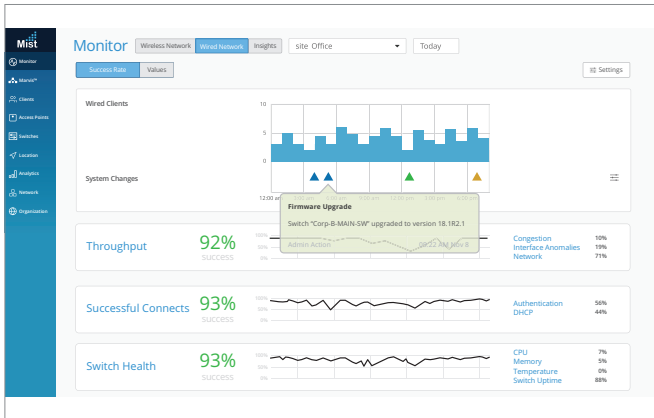 Mist
Monitor
Wireless Network
Wired Network
Insights
site Office
Today
Monitor
Marvis™
Clients
Access Points
Switches
Location
Analytics
Network
Organization
Success Rate
Values
Settings
Wired Clients
10
5
0
System Changes
12:00 am
Firmware Upgrade
Switch "Corp-B-MAIN-SW" upgraded to version 18.1R2.1
Admin Action
09:22 AM Nov 8
Throughput
92%
success
100%
50%
0%
Congestion 10%
Interface Anomalies 19%
Network 71%
Successful Connects
93%
success
100%
50%
0%
Authentication 56%
DHCP 44%
Switch Health
93%
success
100%
50%
0%
CPU 7%
Memory 5%
Temperature 0%
Switch Uptime 88%